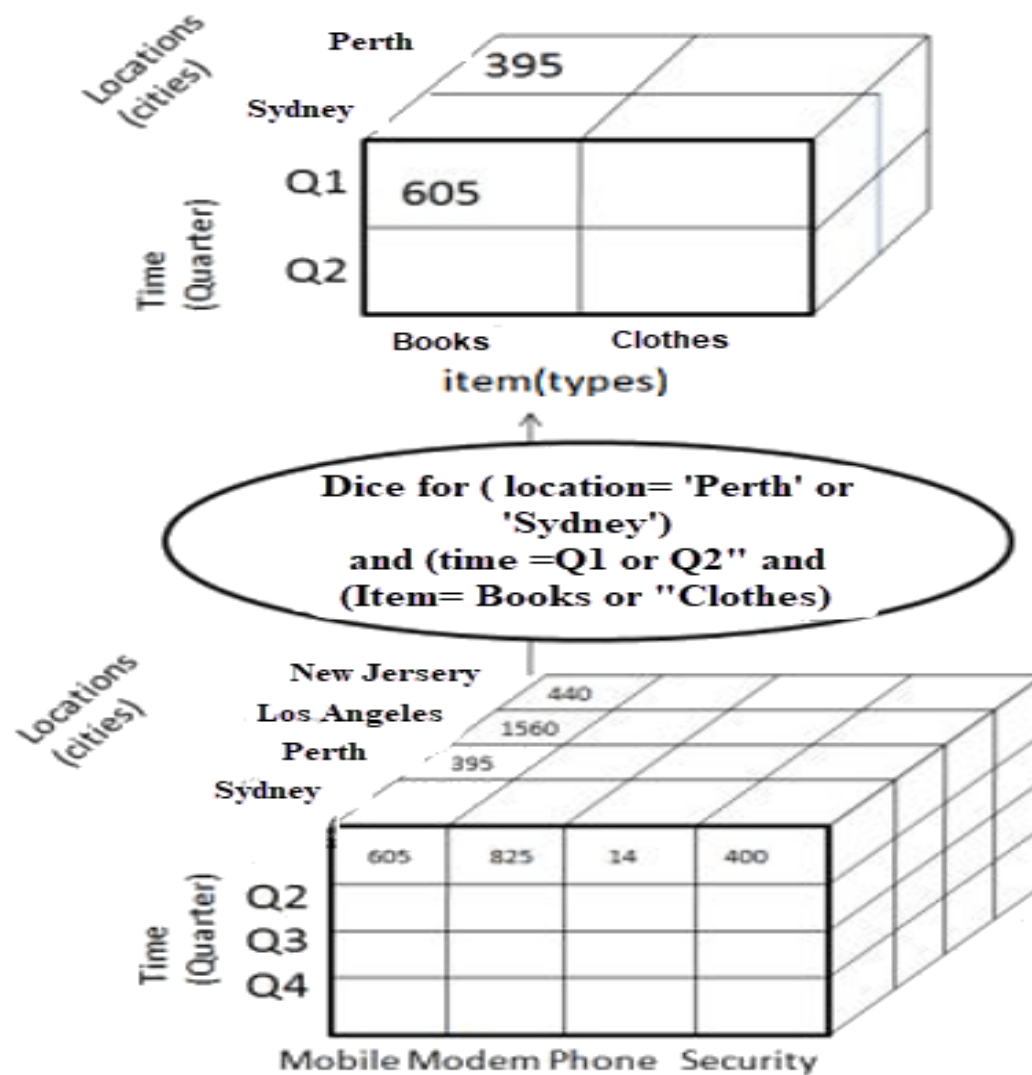 Locations
(cities)
Perth
395
Sydney
Q1
605
Time
(Quarter)
Q2
Books
Clothes
item(types)
Dice for ( location= 'Perth' or
'Sydney')
and (time =Q1 or Q2" and
(Item= Books or "Clothes)
Locations
(cities)
New Jersery
440
Los Angeles
1560
Perth
395
Sydney
605 825 14 400
Time
(Quarter)
Q2
Q3
Q4
Mobile Modem Phone Security